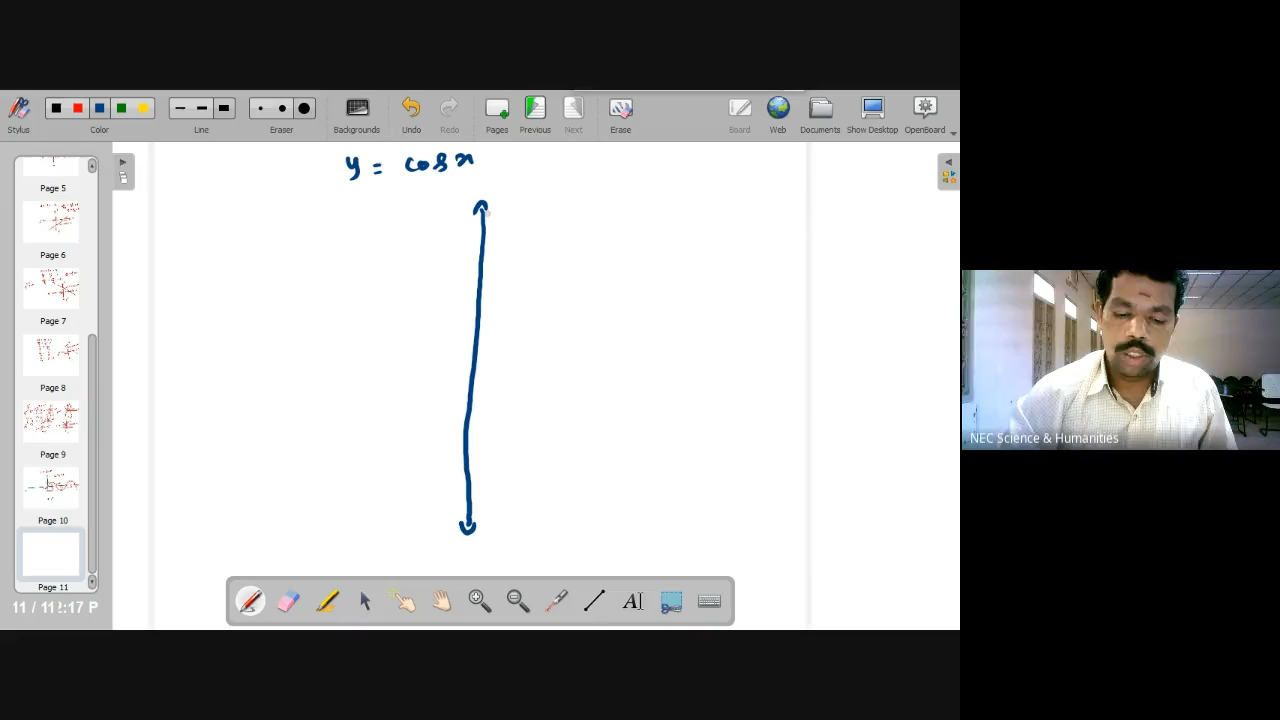 Stylus
Color
Line
Eraser
Backgrounds
Undo
Redo
Pages
Previous
Next
Erase
Board
Web
Documents
Show Desktop
OpenBoard
y = cos x
Page 5
Page 6
Page 7
Page 8
Page 9
Page 10
Page 11
NEC Science & Humanities
A